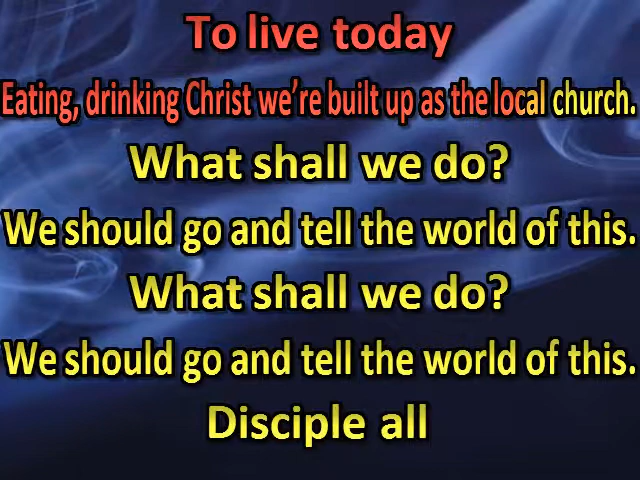 To live today
Eating, drinking Christ we're built up as the local church.
What shall we do?
We should go and tell the world of this.
What shall we do?
We should go and tell the world of this.
Disciple all